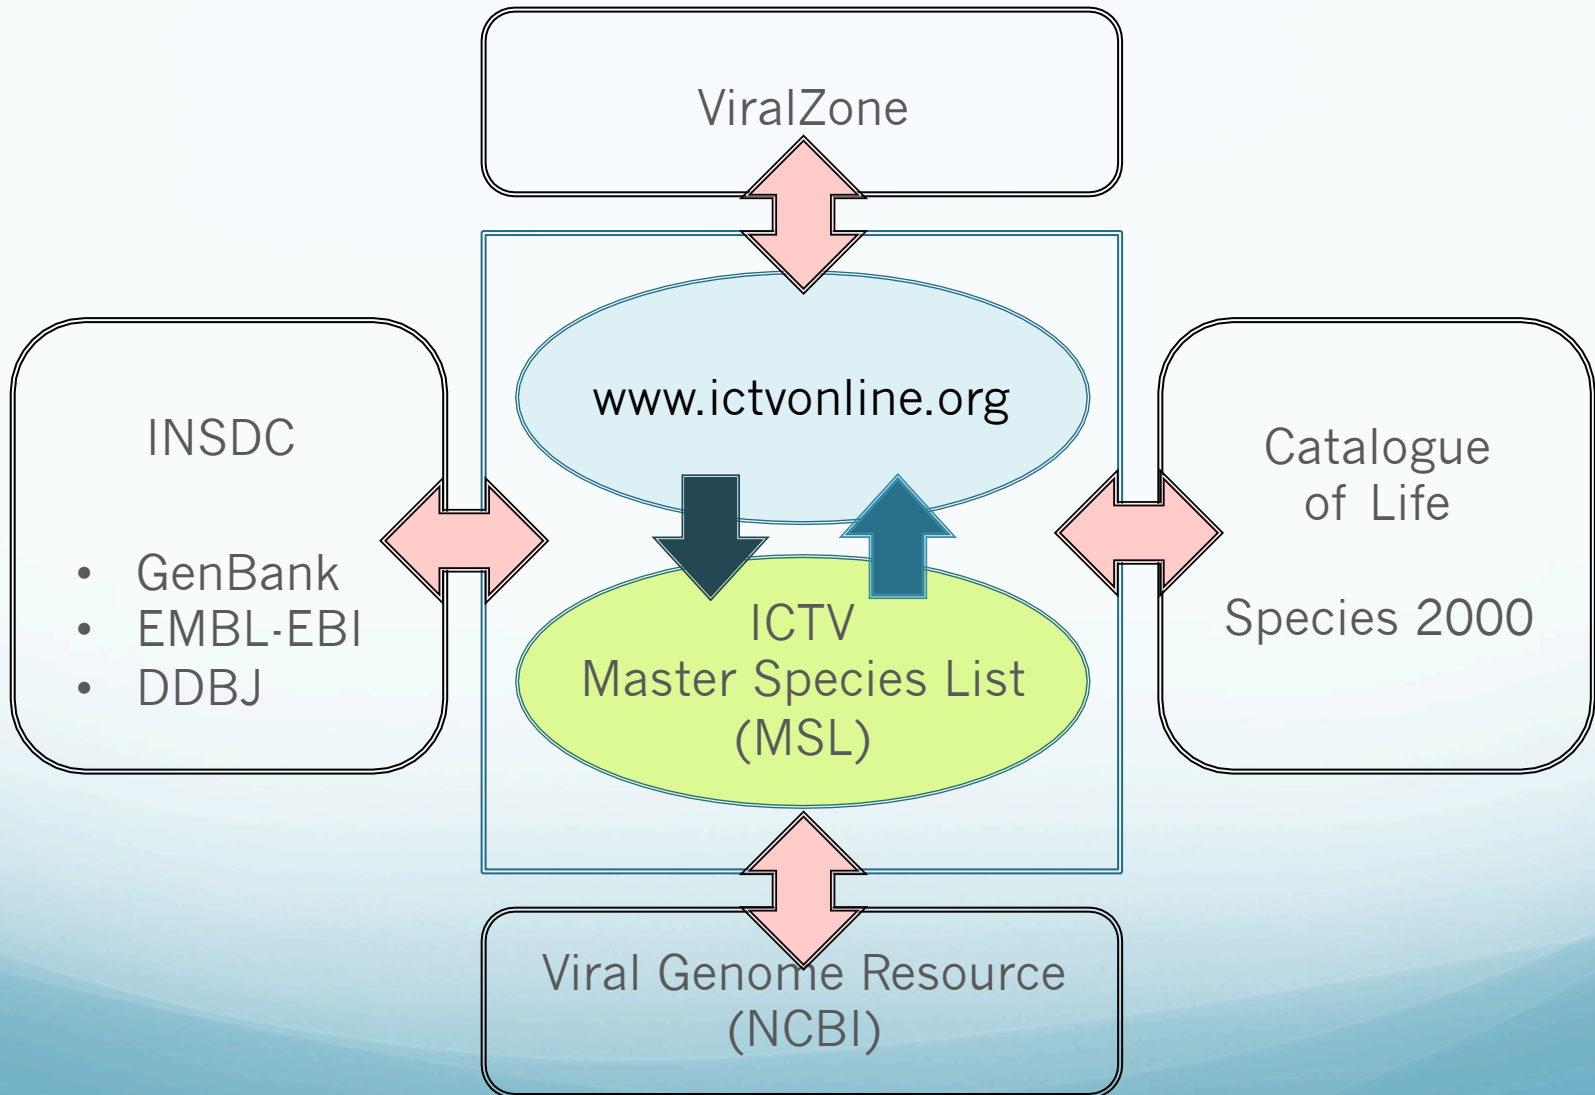 ViralZone
www.ictvonline.org
INSDC
• GenBank
• EMBL-EBI
• DDBJ
ICTV
Master Species List
(MSL)
Catalogue
of Life
Species 2000
Viral Genome Resource
(NCBI)